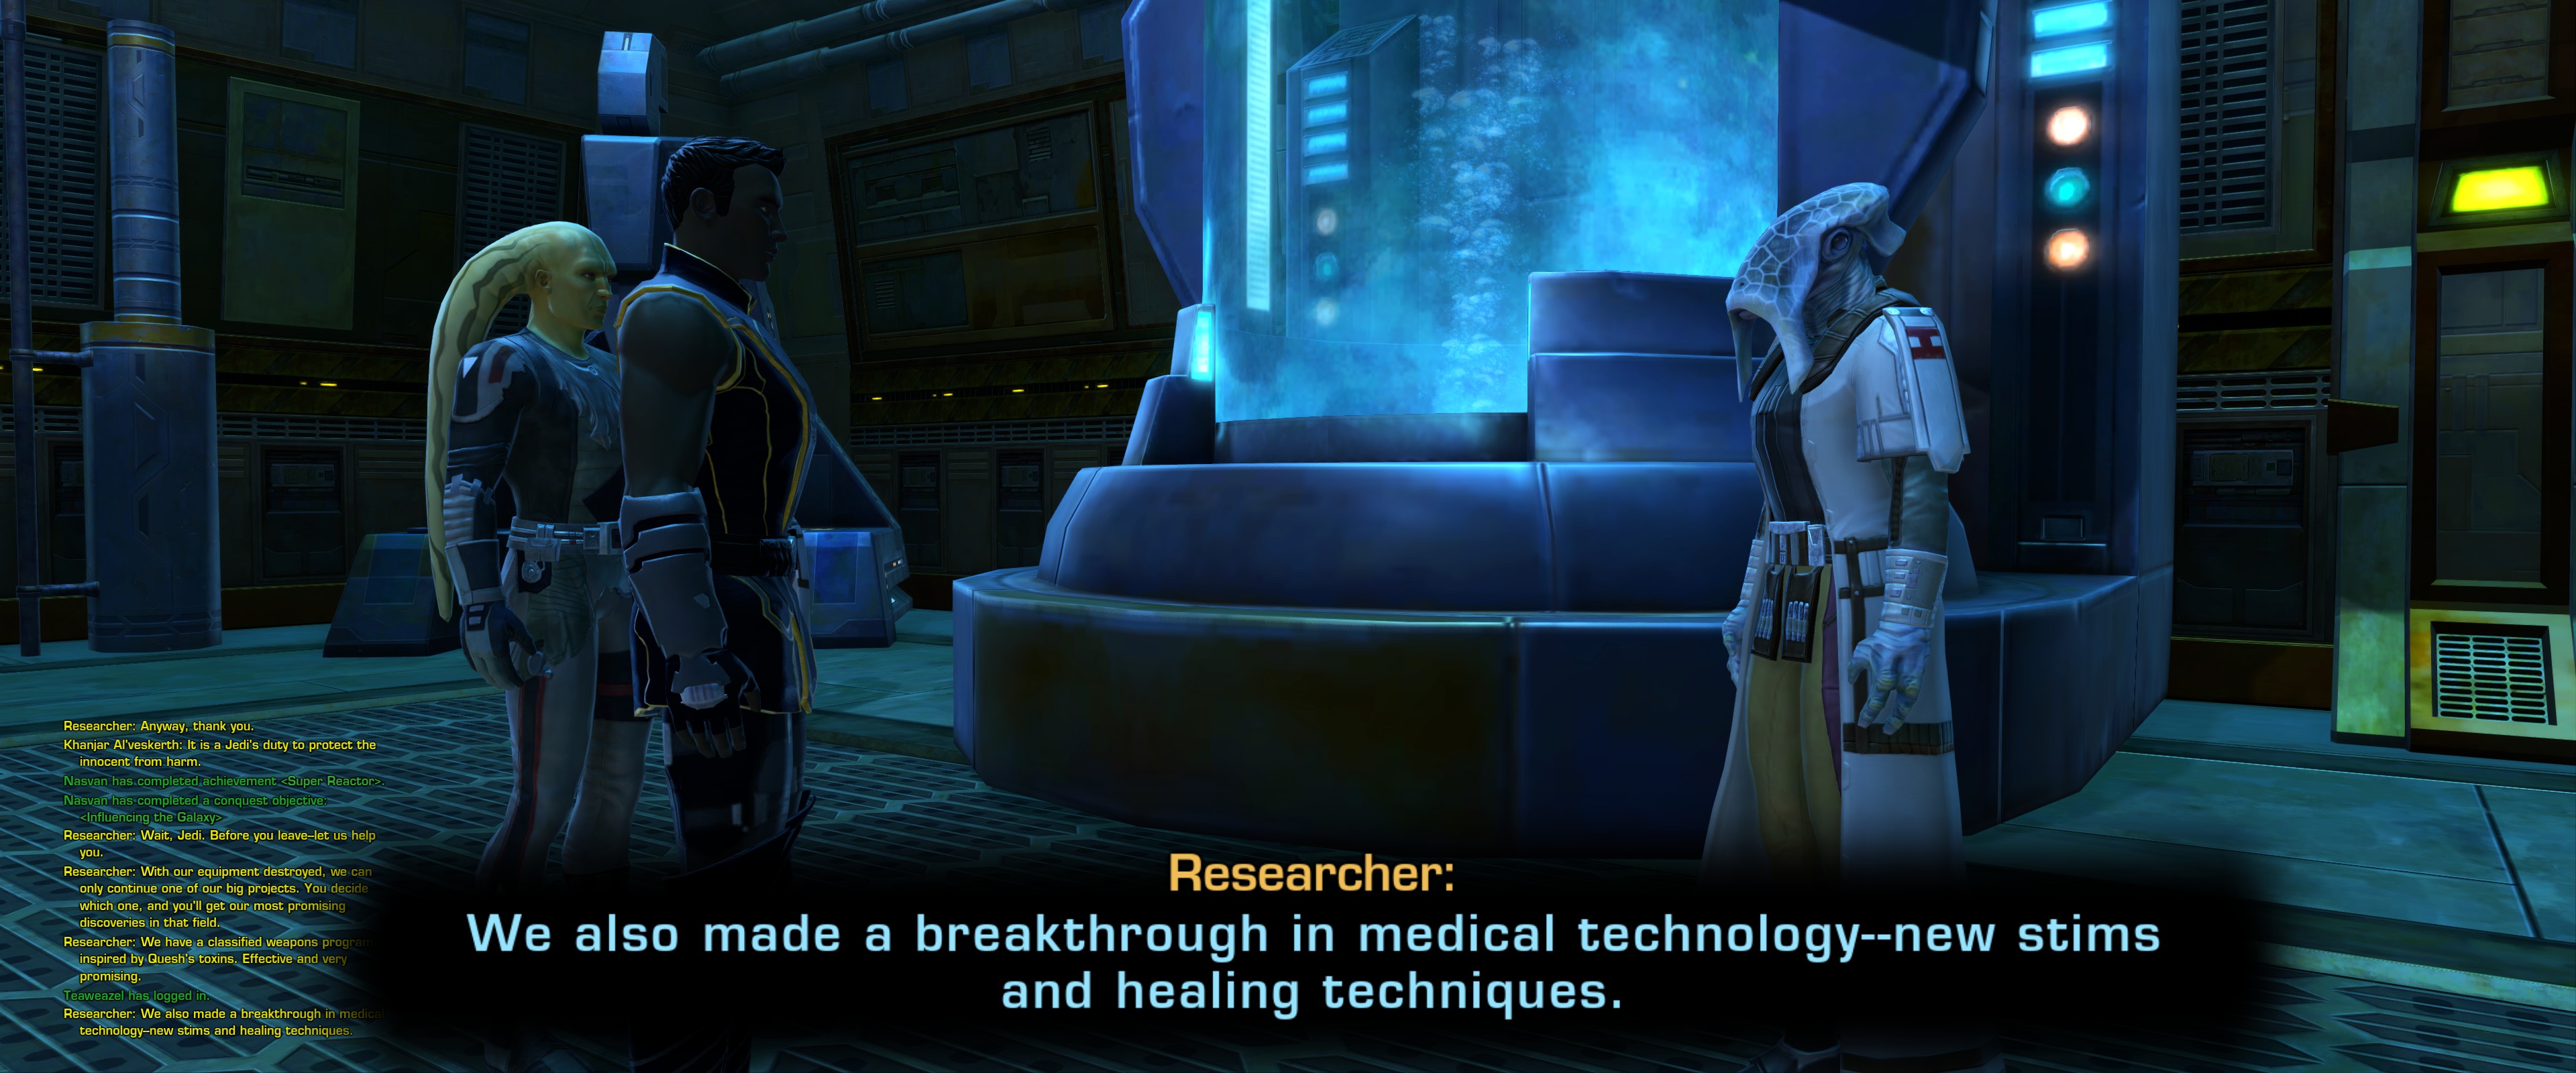 Researcher: Anyway, thank you.
Khanjar Al'veskerth: It is a Jedi's duty to protect the
innocent from harm.
Nasvan has completed achievement <Super Reactor>.
Nasvan has completed a conquest objective:
<Influencing the Galaxy>
Researcher: Wait, Jedi. Before you leave--let us help
you.
Researcher: With our equipment destroyed, we can
only continue one of our big projects. You decide
which one, and you'll get our most promising
discoveries in that field.
Researcher: We have a classified weapons program
inspired by Quesh's toxins. Effective and very
promising.
Teaweazel has logged in.
Researcher: We also made a breakthrough in medical
technology--new stims and healing techniques.
Researcher:
We also made a breakthrough in medical technology--new stims
and healing techniques.